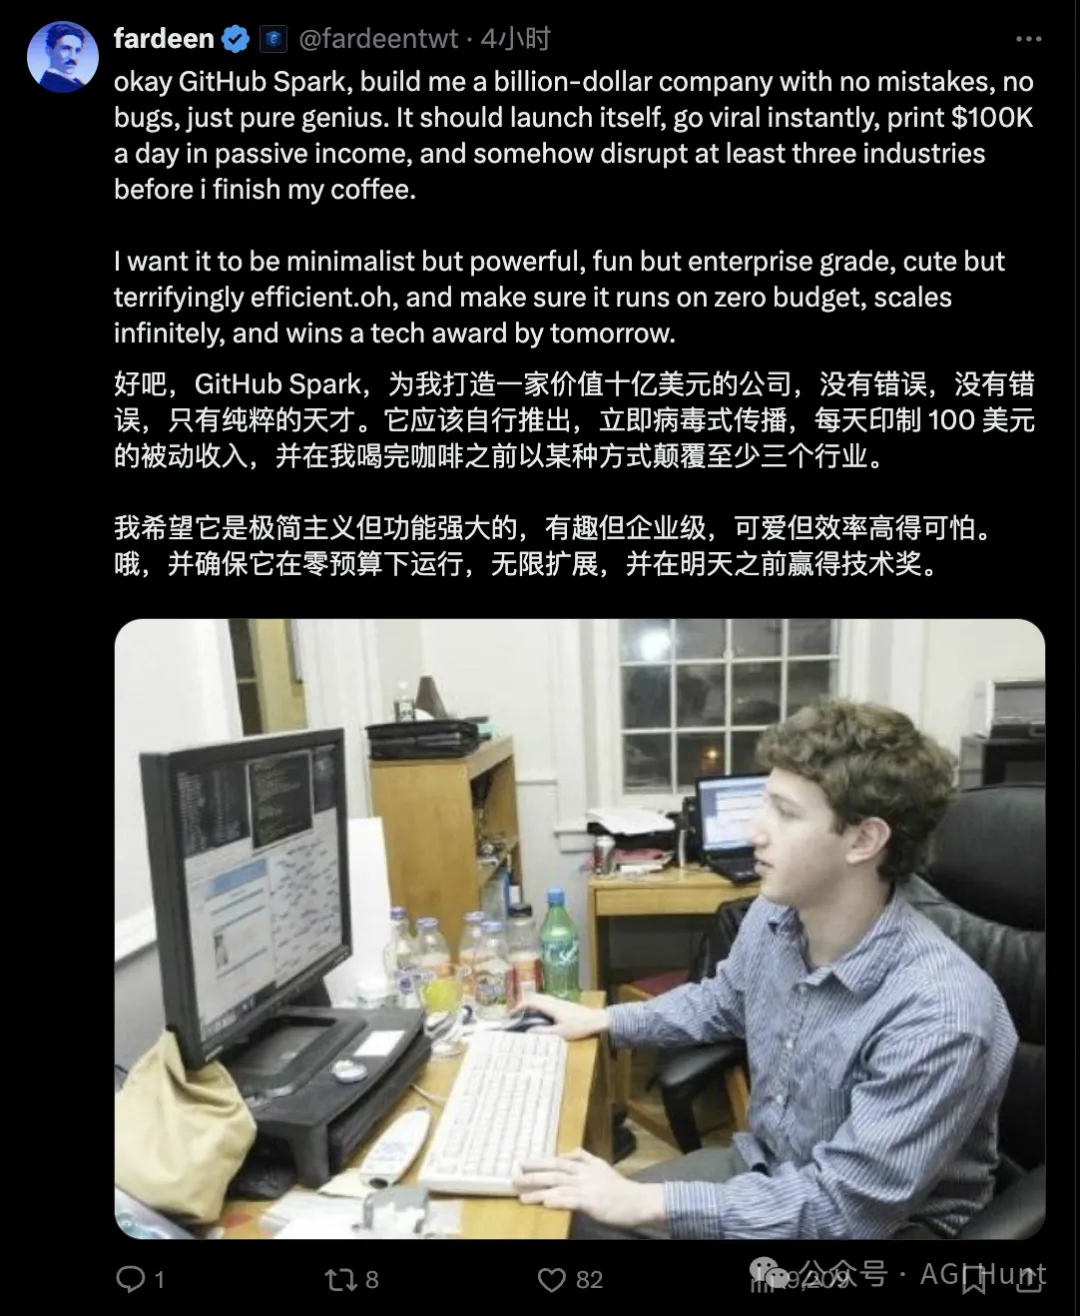 fardeen @fardeentwt · 4小时
okay GitHub Spark, build me a billion-dollar company with no mistakes, no
bugs, just pure genius. It should launch itself, go viral instantly, print $100K
a day in passive income, and somehow disrupt at least three industries
before i finish my coffee.
I want it to be minimalist but powerful, fun but enterprise grade, cute but
terrifyingly efficient.oh, and make sure it runs on zero budget, scales
infinitely, and wins a tech award by tomorrow.
好吧，GitHub Spark，为我打造一家价值十亿美元的公司，没有错误，没有错
误，只有纯粹的天才。它应该自行推出，立即病毒式传播，每天印制 100 美元
的被动收入，并在我喝完咖啡之前以某种方式颠覆至少三个行业。
我希望它是极简主义但功能强大的，有趣但企业级，可爱但效率高得可怕。
哦，并确保它在零预算下运行，无限扩展，并在明天之前赢得技术奖。
1 8 82 9,209
公众号 · AGI Hunt